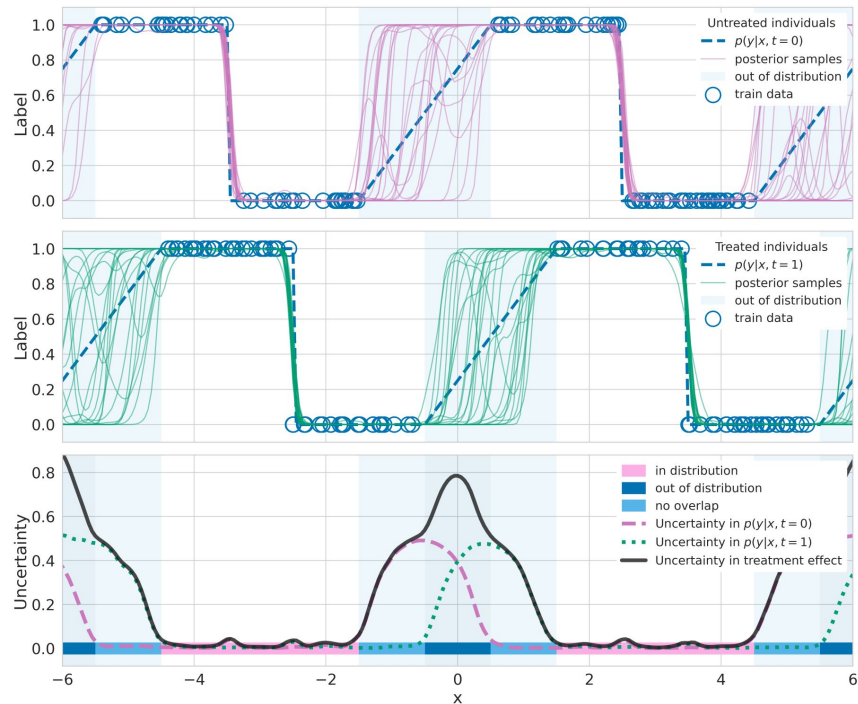 1.0
0.8
0.6
0.4
0.2
0.0
Label
Untreated individuals
p(y|x, t = 0)
posterior samples
out of distribution
train data
1.0
0.8
0.6
0.4
0.2
0.0
Label
Treated individuals
p(y|x, t = 1)
posterior samples
out of distribution
train data
0.8
0.6
0.4
0.2
0.0
Uncertainty
in distribution
out of distribution
no overlap
Uncertainty in p(y|x, t = 0)
Uncertainty in p(y|x, t = 1)
Uncertainty in treatment effect
−6 −4 −2 0 2 4 6
x